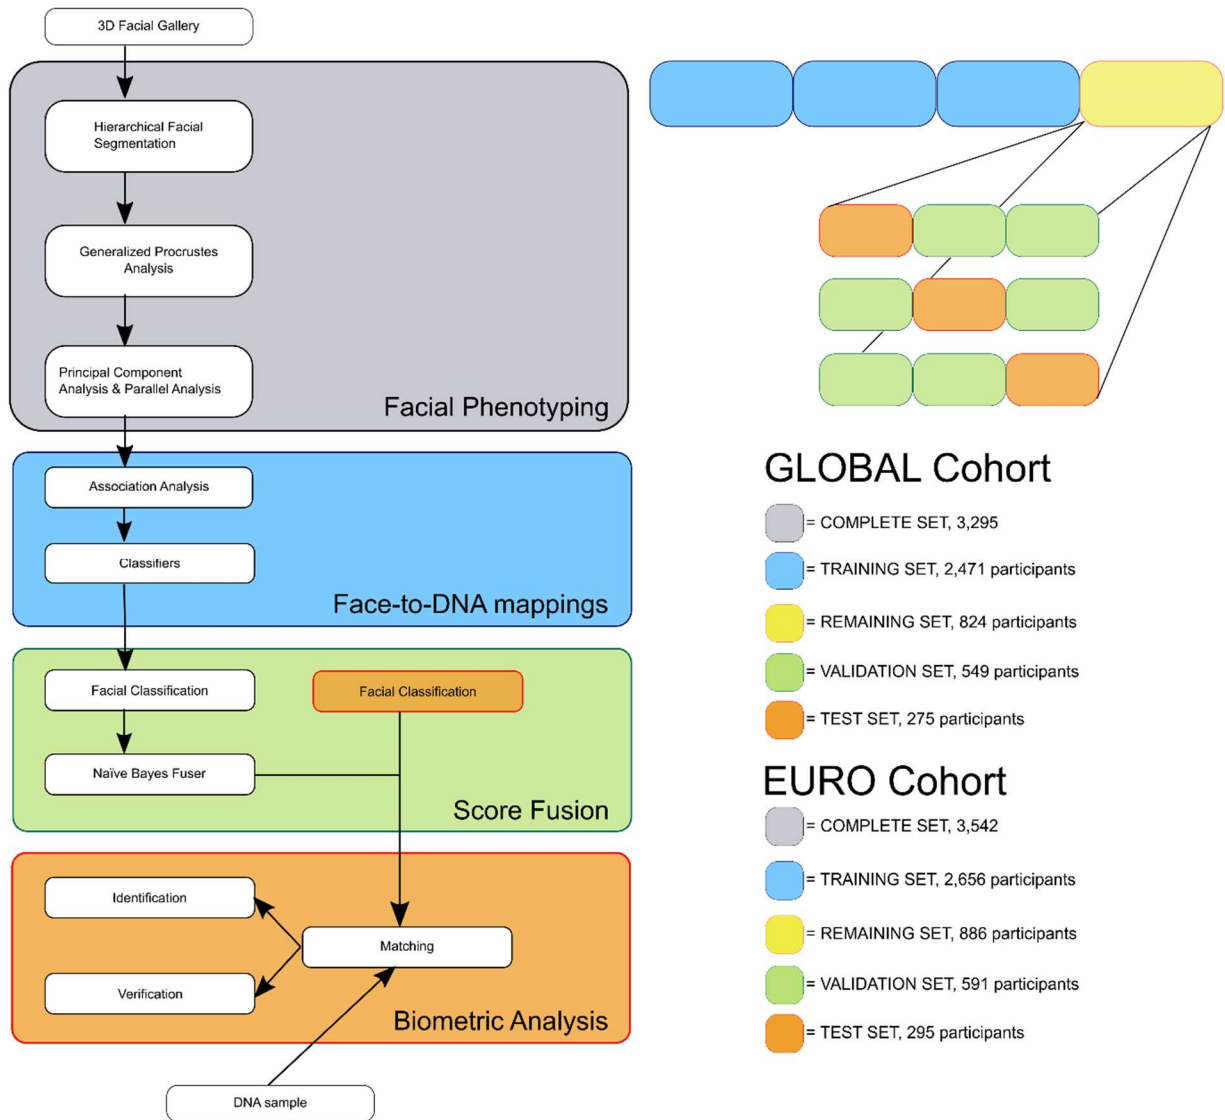 3D Facial Gallery
Hierarchical Facial
Segmentation
Generalized Procrustes
Analysis
Principal Component
Analysis & Parallel Analysis
Facial Phenotyping
Association Analysis
Classifiers
Face-to-DNA mappings
Facial Classification
Facial Classification
Naïve Bayes Fuser
Score Fusion
Identification
Matching
Verification
Biometric Analysis
DNA sample
GLOBAL Cohort
= COMPLETE SET, 3,295
= TRAINING SET, 2,471 participants
= REMAINING SET, 824 participants
= VALIDATION SET, 549 participants
= TEST SET, 275 participants
EURO Cohort
= COMPLETE SET, 3,542
= TRAINING SET, 2,656 participants
= REMAINING SET, 886 participants
= VALIDATION SET, 591 participants
= TEST SET, 295 participants